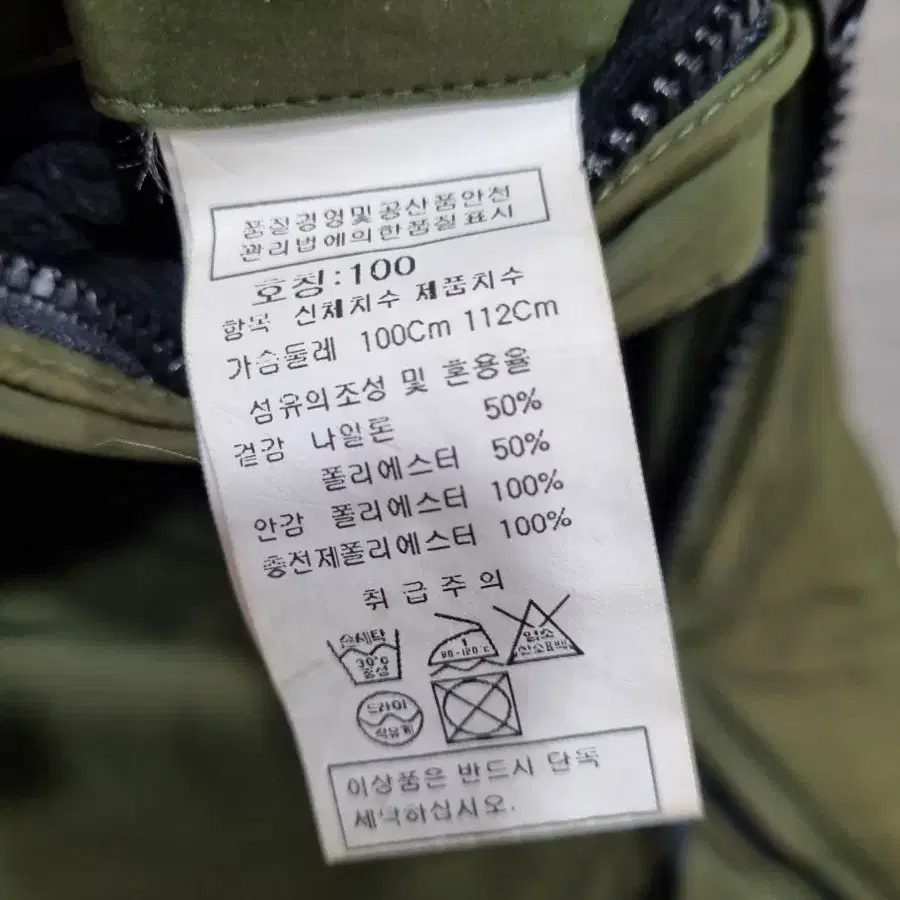 품질경영및공산품안전
관리법에의한품질표시
호칭:100
항목 신체치수 제품치수
가슴둘레 100Cm 112Cm
섬유의조성 및 혼용율
겉감 나일론 50%
폴리에스터 50%
안감 폴리에스터 100%
충전제폴리에스터 100%
취급주의
손세탁
30℃
중성
80-120℃
염소
산소표백
드라이
석유계
이상품은 반드시 단독
세탁하십시오.